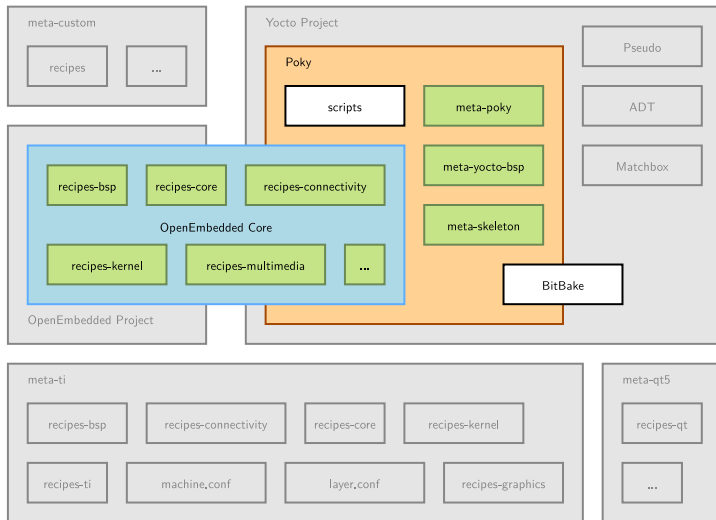 meta-custom
recipes
...
Yocto Project
Poky
scripts
meta-poky
meta-yocto-bsp
meta-skeleton
BitBake
Pseudo
ADT
Matchbox
recipes-bsp
recipes-core
recipes-connectivity
OpenEmbedded Core
recipes-kernel
recipes-multimedia
...
OpenEmbedded Project
meta-ti
recipes-bsp
recipes-connectivity
recipes-core
recipes-kernel
recipes-ti
machine.conf
layer.conf
recipes-graphics
meta-qt5
recipes-qt
...